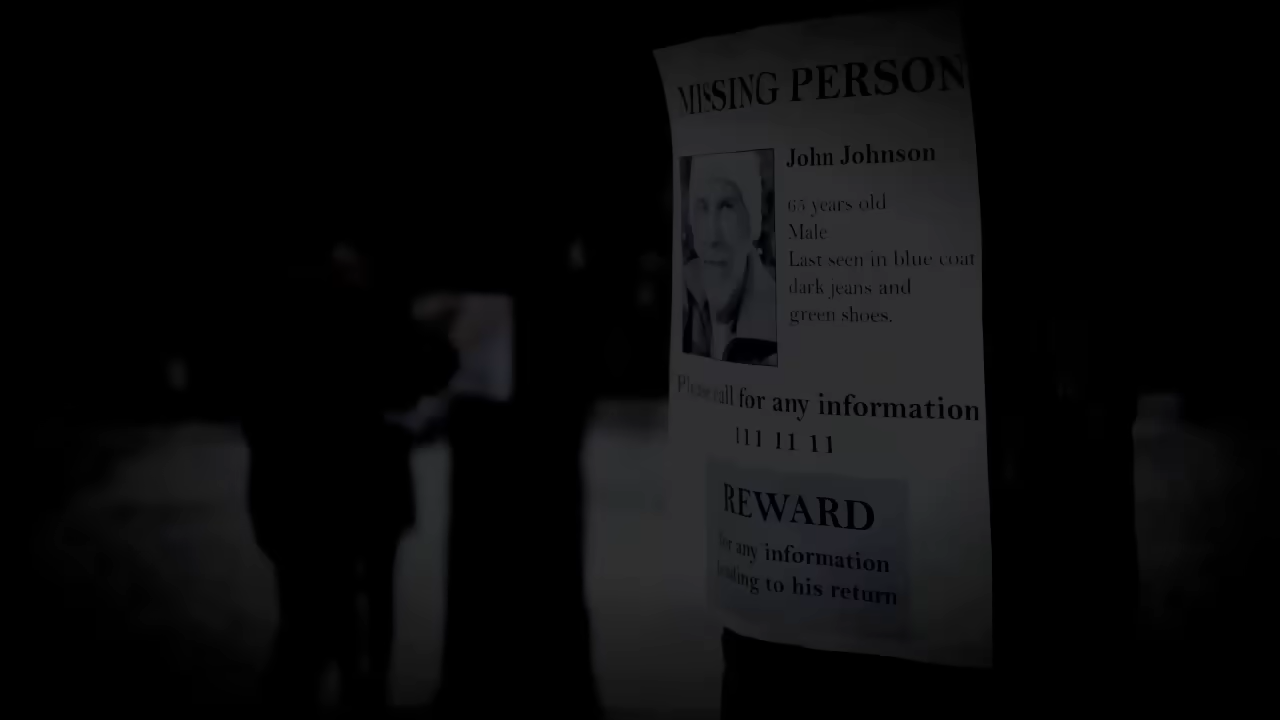 MISSING PERSON
John Johnson
65 years old
Male
Last seen in blue coat
dark jeans and
green shoes.
Please call for any information
111 11 11
REWARD
for any information
leading to his return